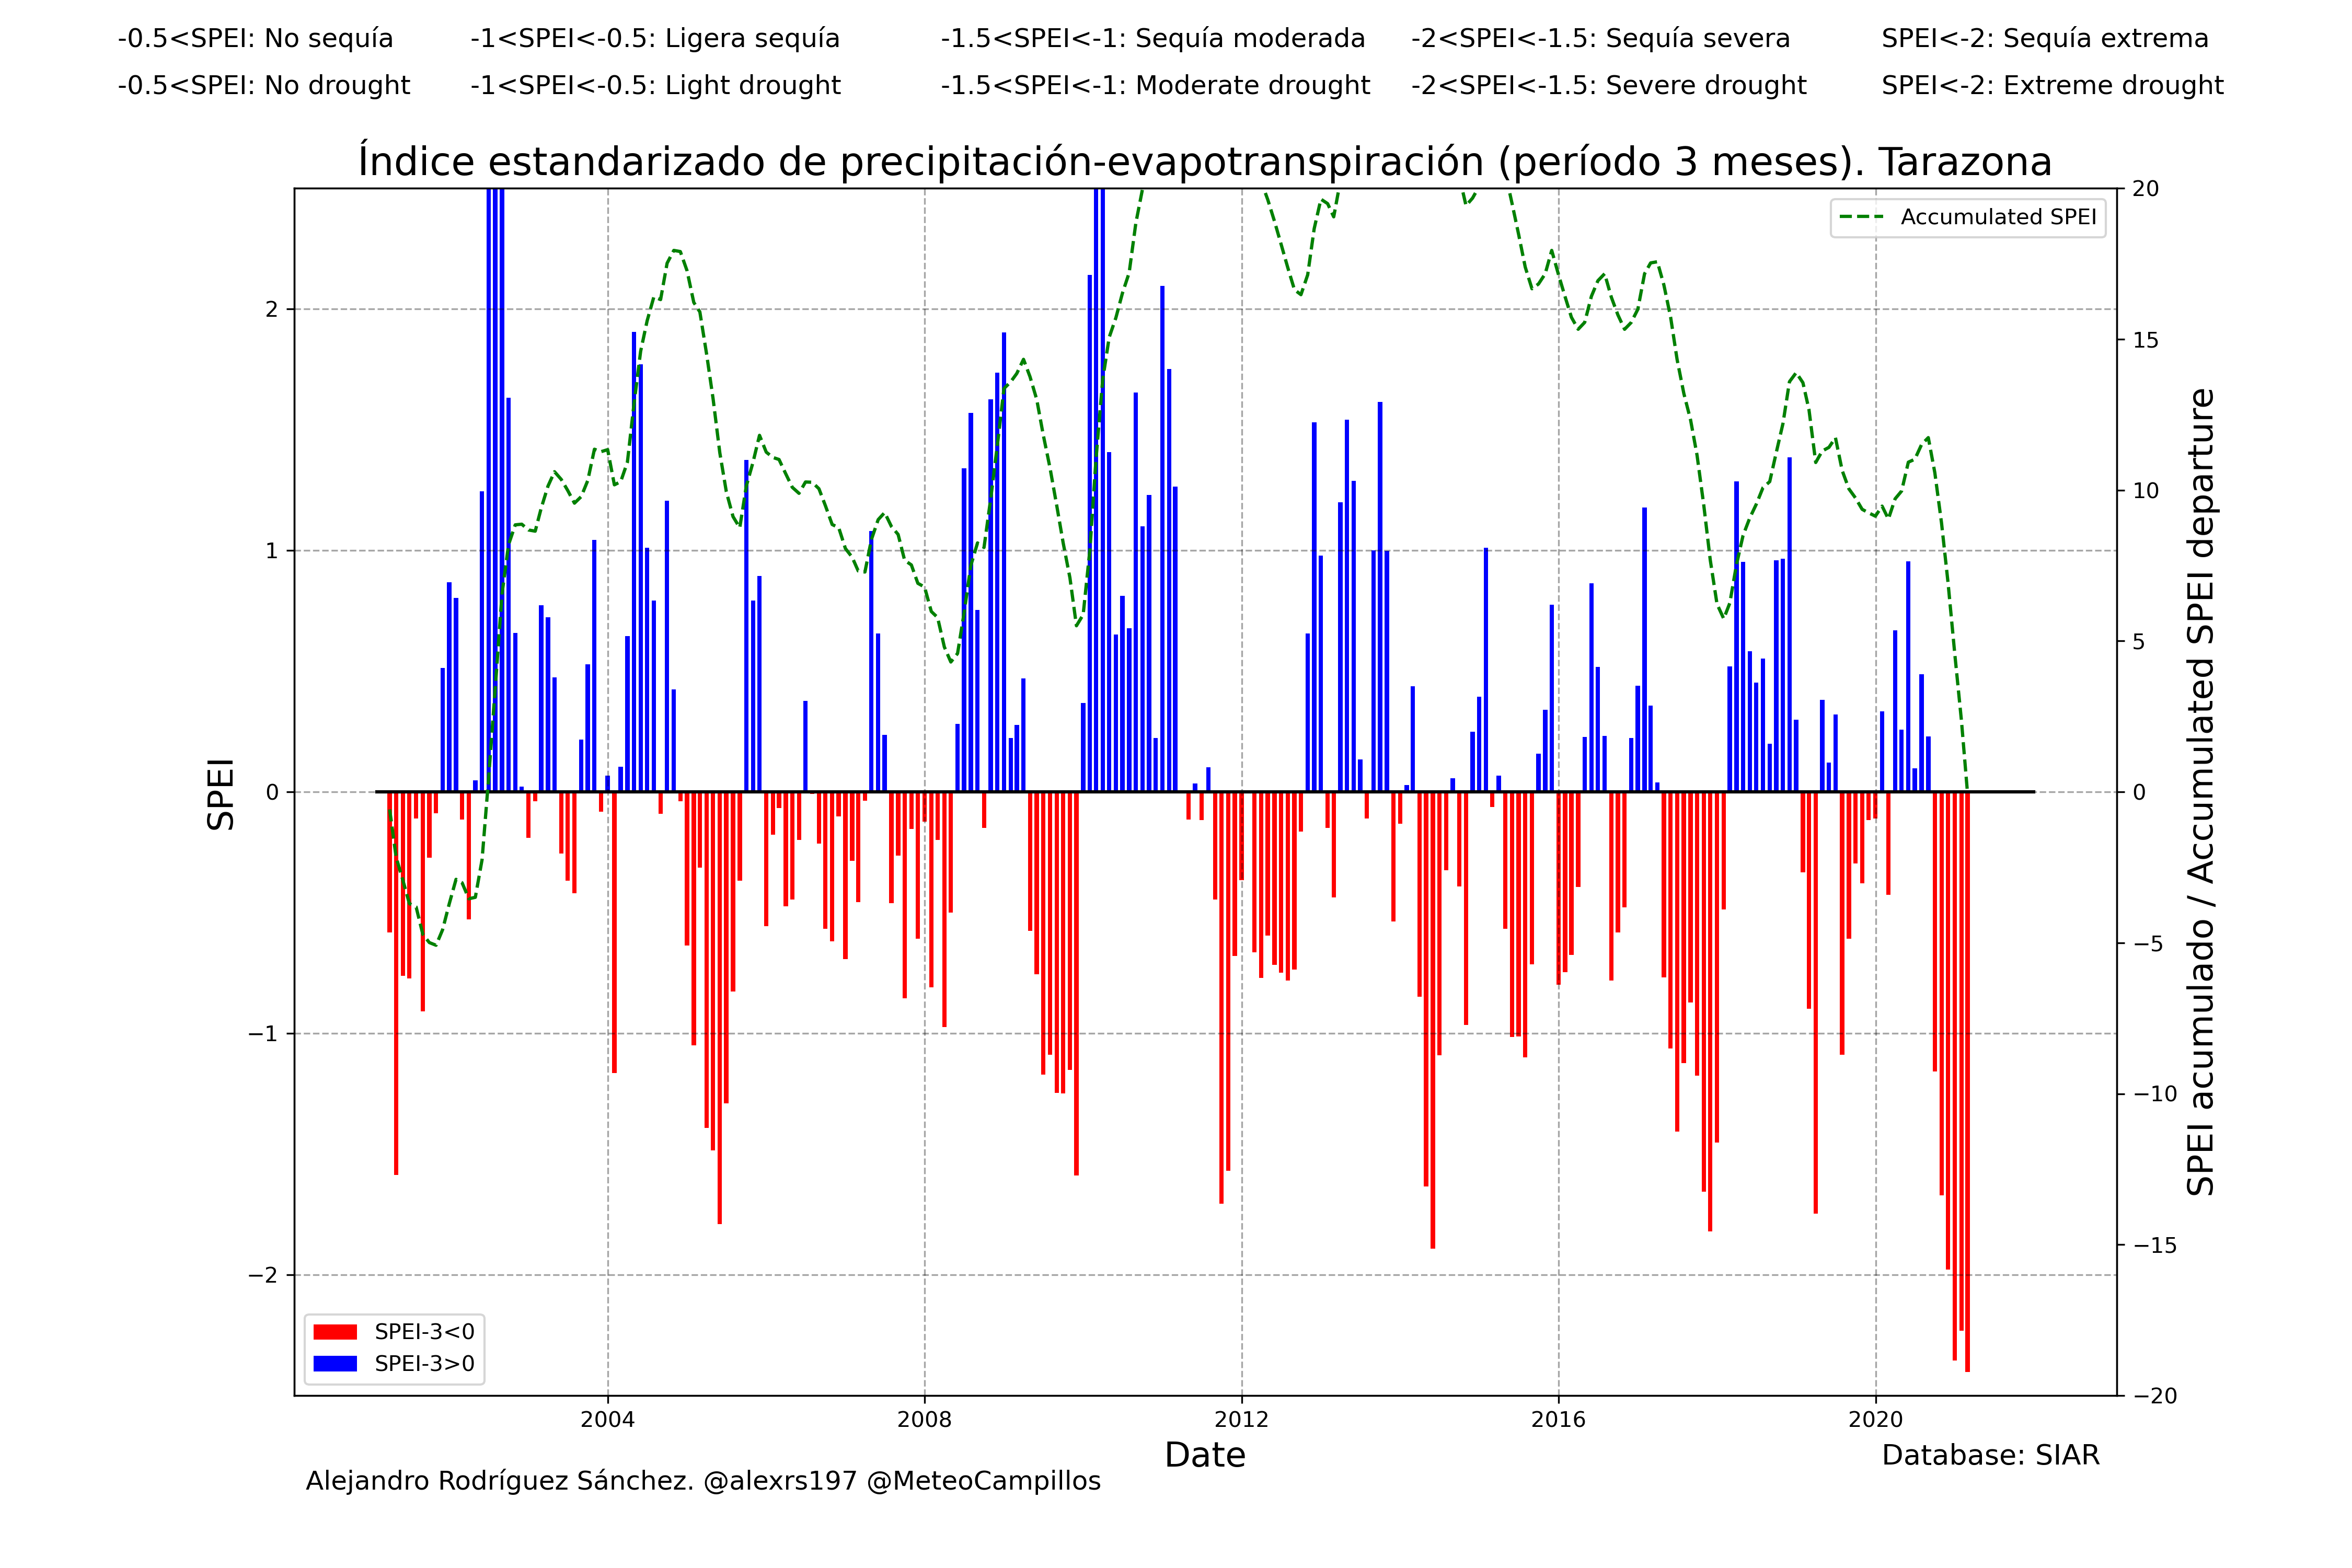 -0.5<SPEI: No sequía -1<SPEI<-0.5: Ligera sequía -1.5<SPEI<-1: Sequía moderada -2<SPEI<-1.5: Sequía severa SPEI<-2: Sequía extrema
-0.5<SPEI: No drought -1<SPEI<-0.5: Light drought -1.5<SPEI<-1: Moderate drought -2<SPEI<-1.5: Severe drought SPEI<-2: Extreme drought
Índice estandarizado de precipitación-evapotranspiración (período 3 meses). Tarazona
Accumulated SPEI
SPEI
2
1
0
−1
−2
20
15
10
5
0
−5
−10
−15
−20
SPEI acumulado / Accumulated SPEI departure
SPEI-3<0
SPEI-3>0
2004 2008 2012 2016 2020
Date
Database: SIAR
Alejandro Rodríguez Sánchez. @alexrs197 @MeteoCampillos